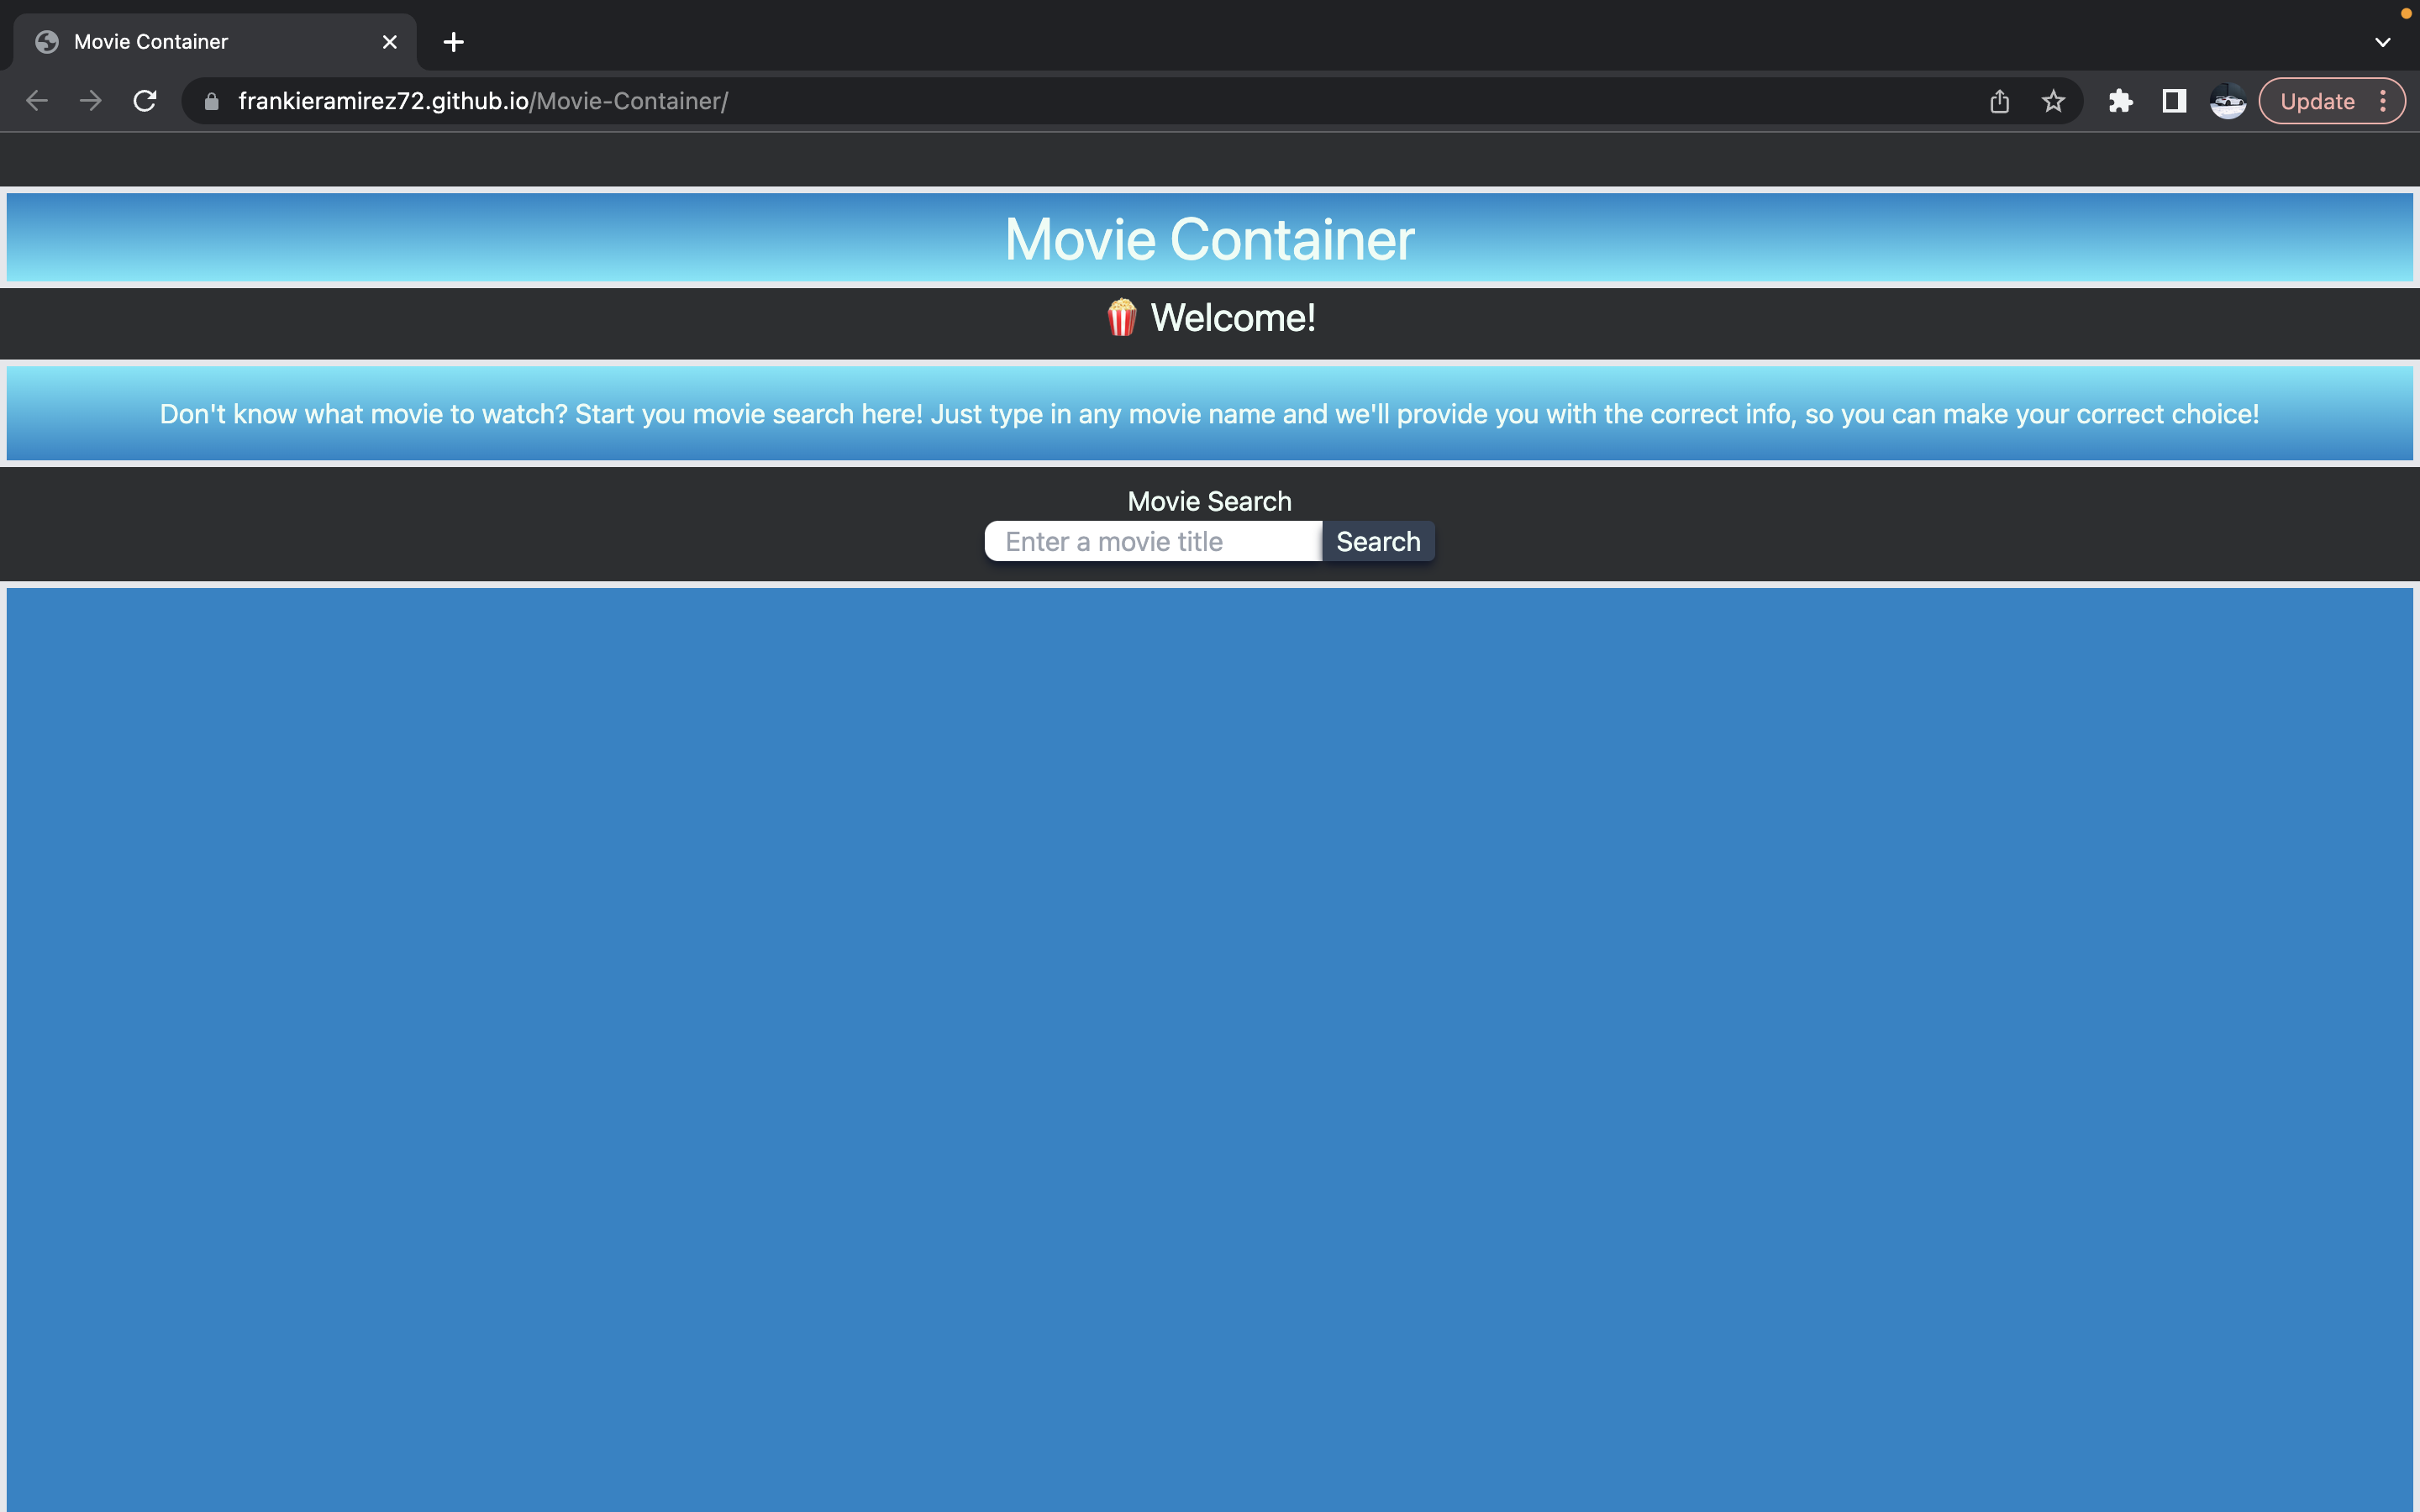 Movie Container
frankieramirez72.github.io/Movie-Container/
Update
Movie Container
🍿 Welcome!
Don't know what movie to watch? Start you movie search here! Just type in any movie name and we'll provide you with the correct info, so you can make your correct choice!
Movie Search
Enter a movie title Search